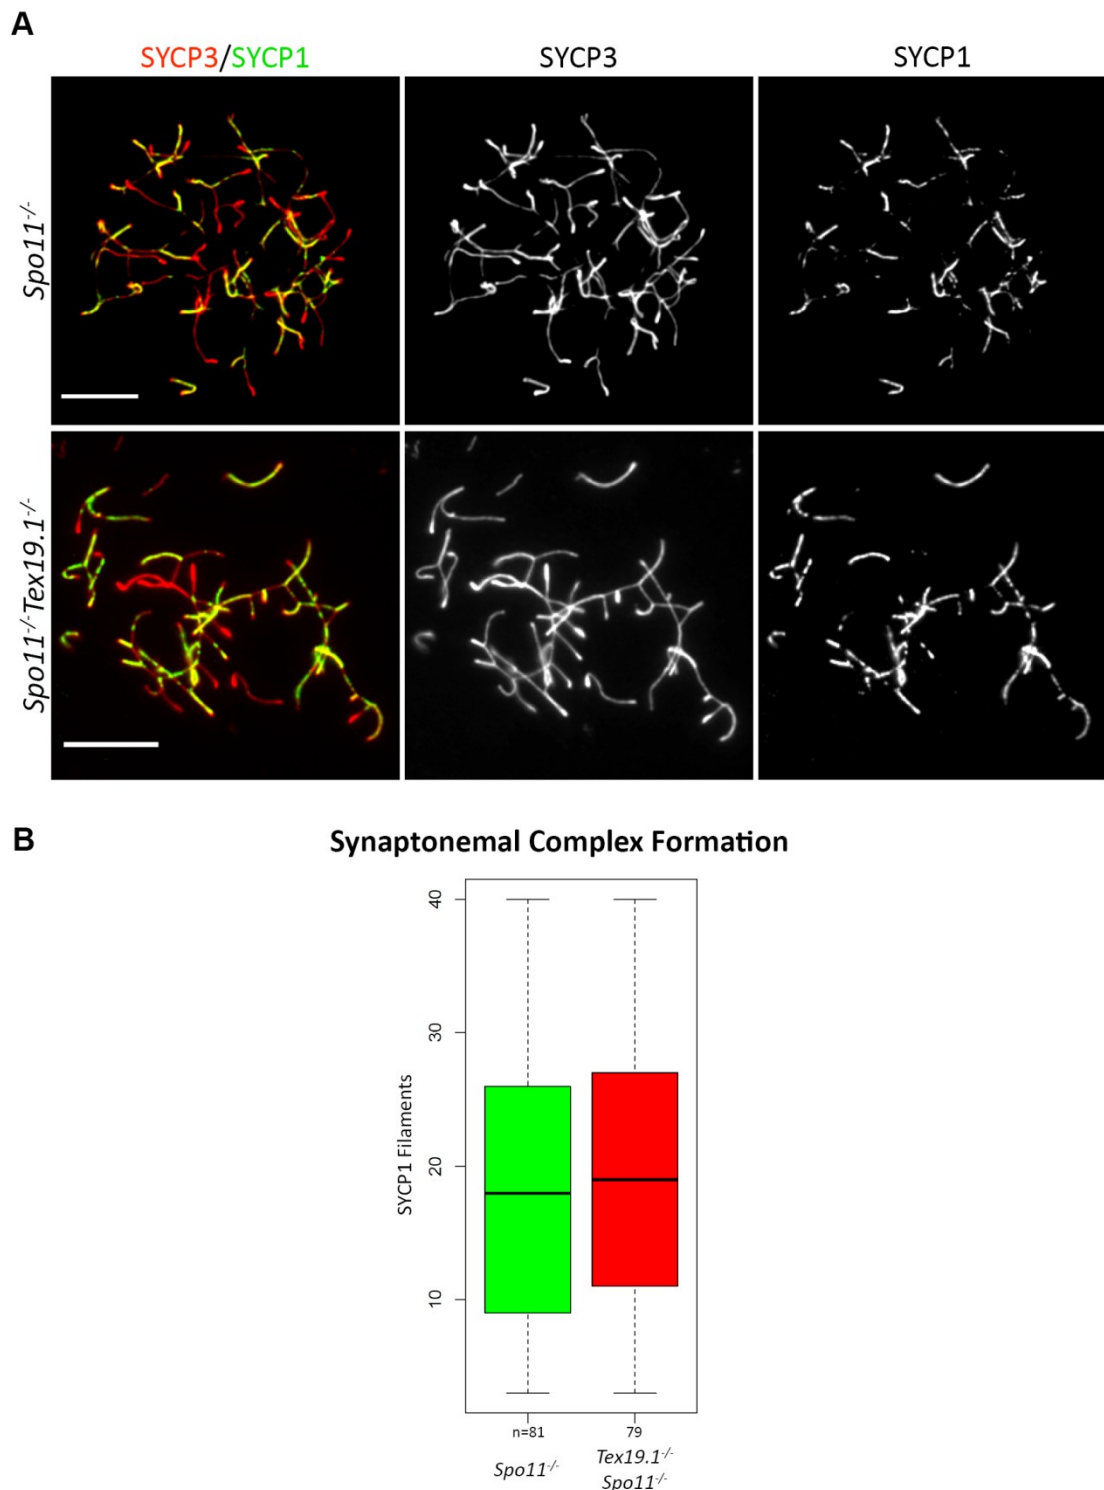 A
SYCP3/SYCP1
SYCP3
SYCP1
Spo11-/-
Spo11-/-Tex19.1-/-
B
Synaptonemal Complex Formation
SYCP1 Filaments
40
30
20
10
n=81
79
Spo11-/-
Tex19.1-/-
Spo11-/-